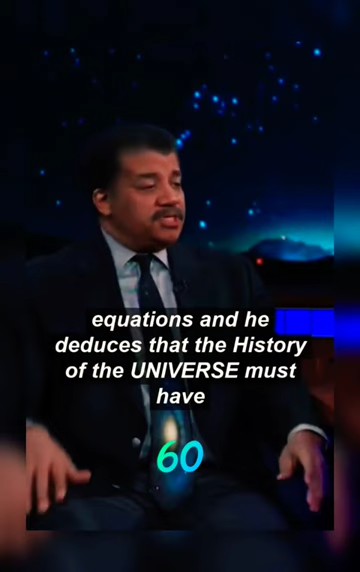 equations and he
deduces that the History
of the UNIVERSE must
have
60